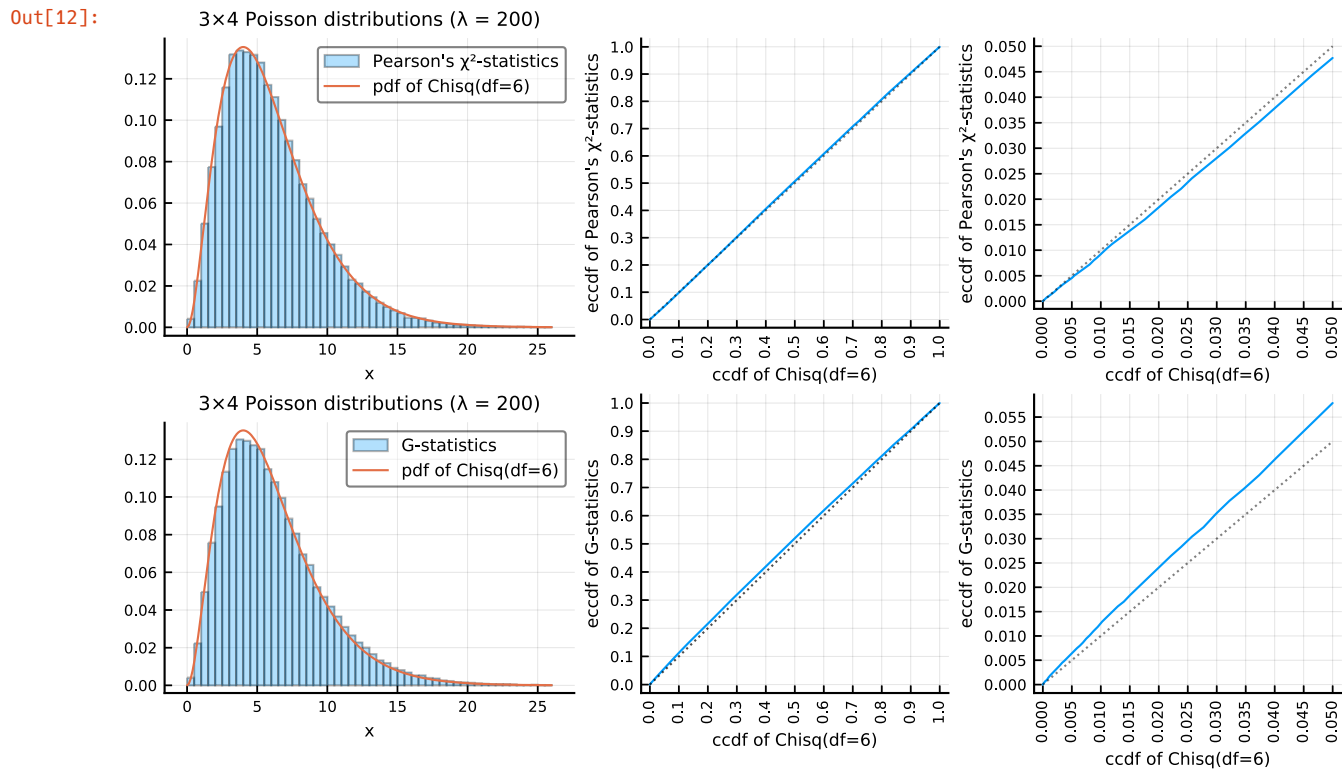 Out[12]:
3×4 Poisson distributions (λ = 200)
0.12
0.10
0.08
0.06
0.04
0.02
0.00
Pearson's χ²-statistics
pdf of Chisq(df=6)
0 5 10 15 20 25
x
eccdf of Pearson's χ²-statistics
1.0
0.9
0.8
0.7
0.6
0.5
0.4
0.3
0.2
0.1
0.0
0.0 0.1 0.2 0.3 0.4 0.5 0.6 0.7 0.8 0.9 1.0
ccdf of Chisq(df=6)
eccdf of Pearson's χ²-statistics
0.050
0.045
0.040
0.035
0.030
0.025
0.020
0.015
0.010
0.005
0.000
0.000 0.005 0.010 0.015 0.020 0.025 0.030 0.035 0.040 0.045 0.050
ccdf of Chisq(df=6)
3×4 Poisson distributions (λ = 200)
0.12
0.10
0.08
0.06
0.04
0.02
0.00
G-statistics
pdf of Chisq(df=6)
0 5 10 15 20 25
x
eccdf of G-statistics
1.0
0.9
0.8
0.7
0.6
0.5
0.4
0.3
0.2
0.1
0.0
0.0 0.1 0.2 0.3 0.4 0.5 0.6 0.7 0.8 0.9 1.0
ccdf of Chisq(df=6)
eccdf of G-statistics
0.055
0.050
0.045
0.040
0.035
0.030
0.025
0.020
0.015
0.010
0.005
0.000
0.000 0.005 0.010 0.015 0.020 0.025 0.030 0.035 0.040 0.045 0.050
ccdf of Chisq(df=6)